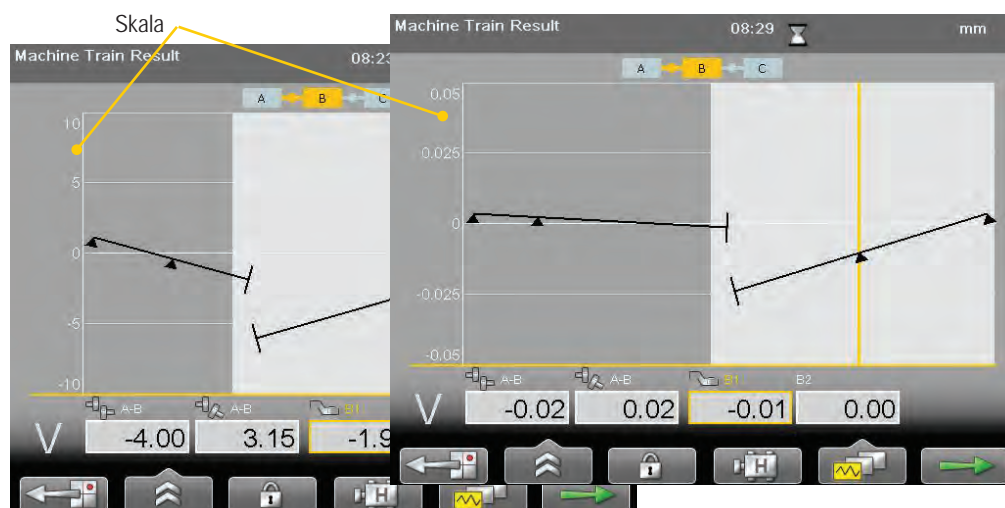 Skala
Machine Train Result 08:23
A B C
10
5
0
-5
-10
A-B A-B B1
V -4.00 3.15 -1.9
H
Machine Train Result 08:29 mm
A B C
0.05
0.025
0
-0.025
-0.05
A-B A-B B1 B2
V -0.02 0.02 -0.01 0.00
H